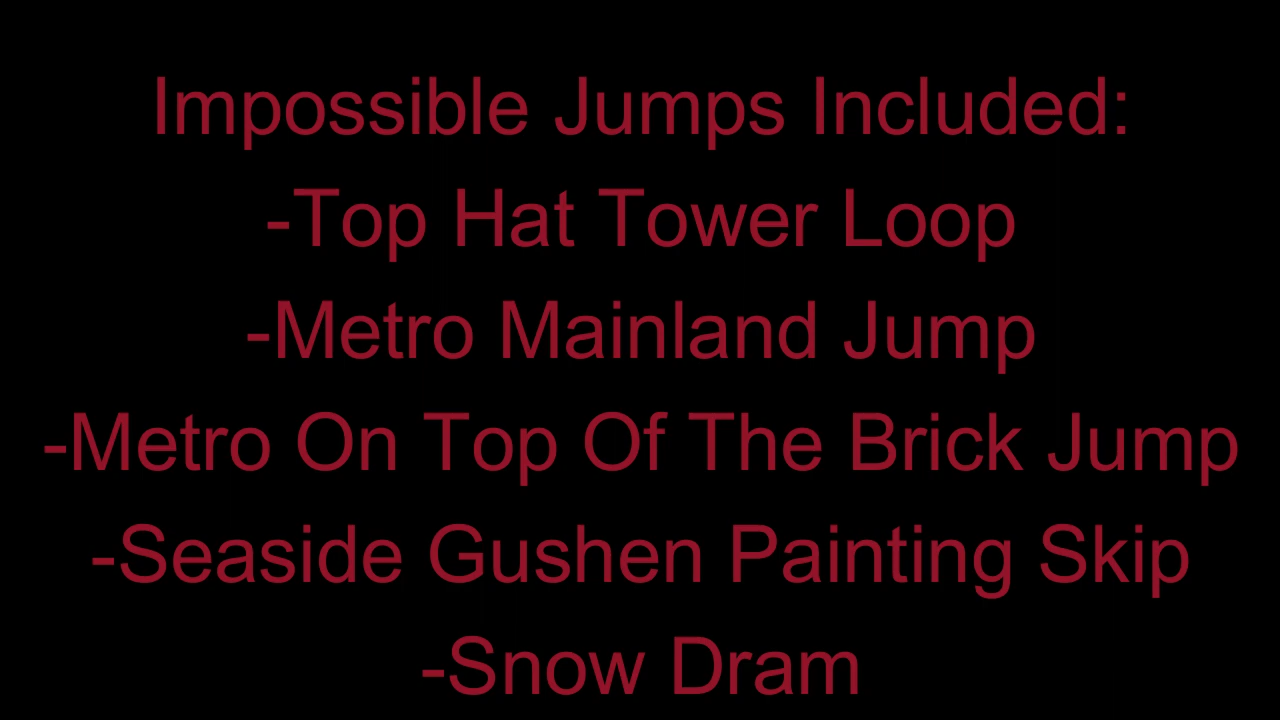 Impossible Jumps Included:
-Top Hat Tower Loop
-Metro Mainland Jump
-Metro On Top Of The Brick Jump
-Seaside Gushen Painting Skip
-Snow Dram